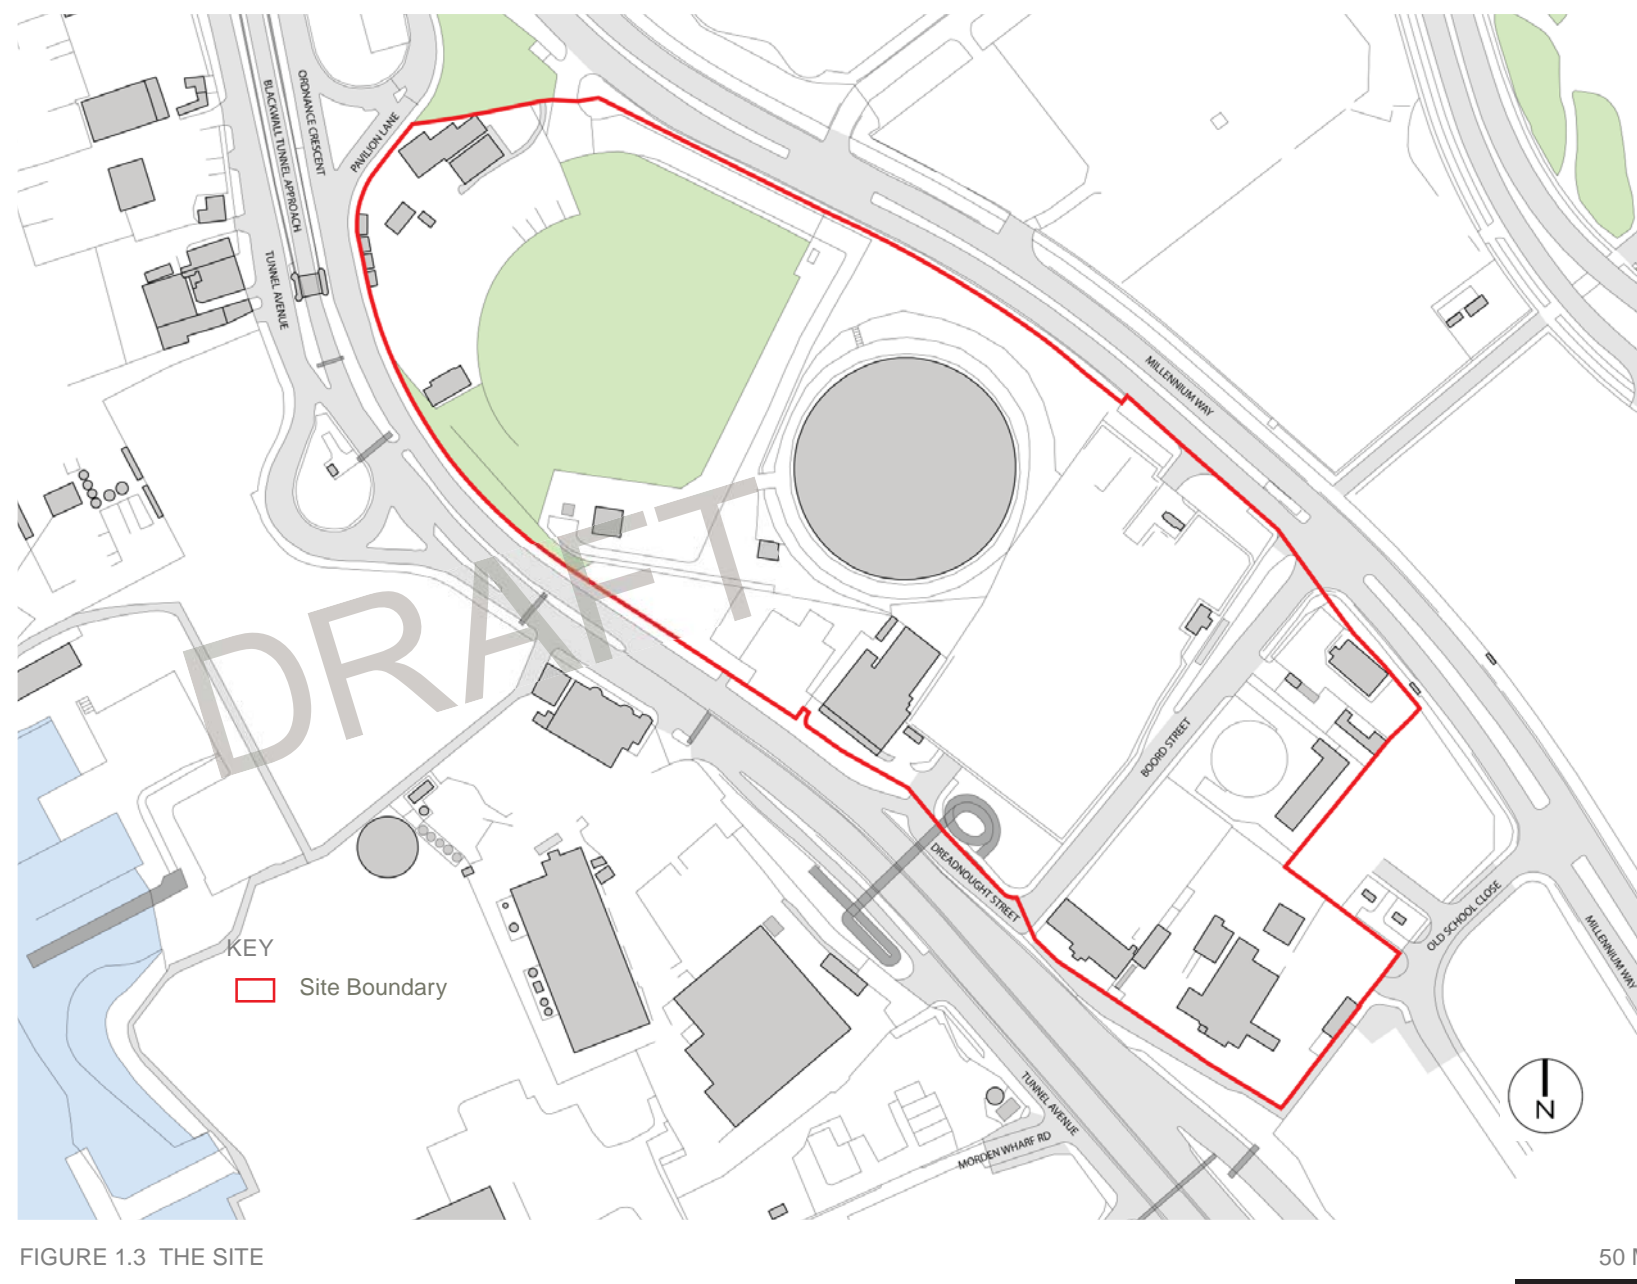 ORDNANCE CRESCENT
BLACKWALL TUNNEL APPROACH
PAVILION LANE
TUNNEL AVENUE
MILLENNIUM WAY
BOORD STREET
DREADNOUGHT STREET
OLD SCHOOL CLOSE
MILLENNIUM WAY
TUNNEL AVENUE
MORDEN WHARF RD
DRAFT
KEY
Site Boundary
N
FIGURE 1.3 THE SITE
50 M